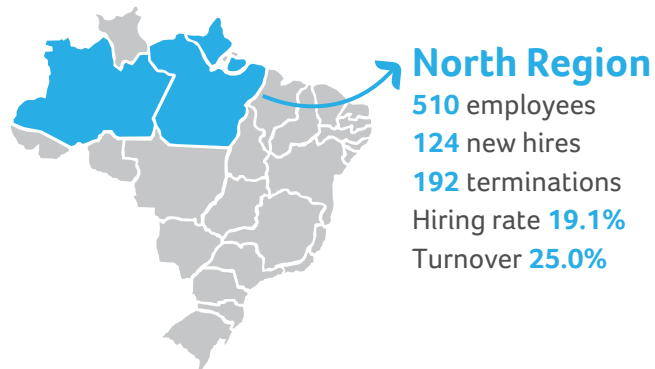 North Region
510 employees
124 new hires
192 terminations
Hiring rate 19.1%
Turnover 25.0%